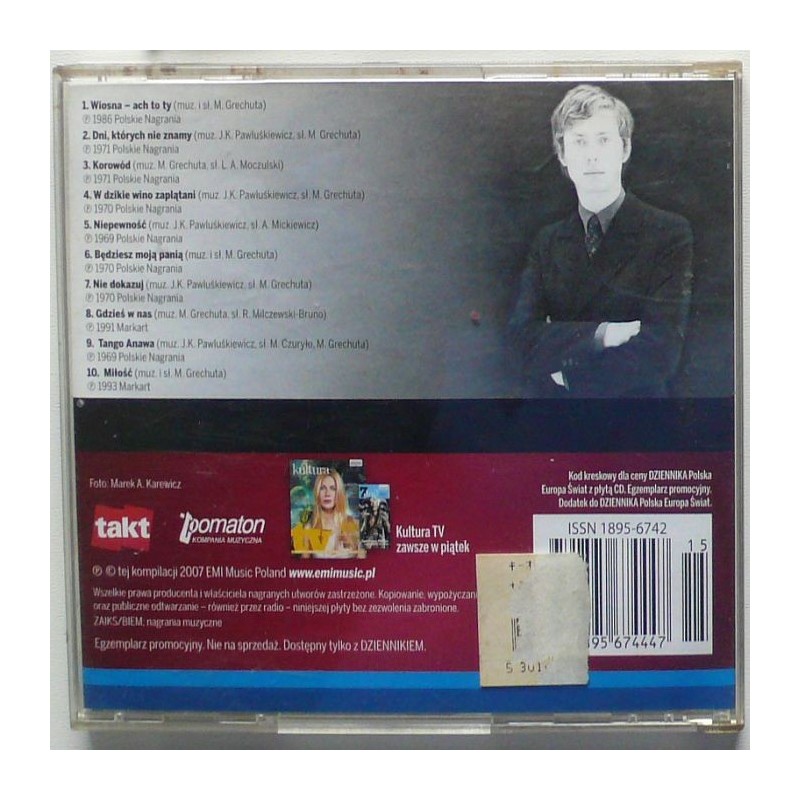 1. Wiosna – ach to ty (muz. i sł. M. Grechuta)
℗ 1986 Polskie Nagrania
2. Dni, których nie znamy (muz. J.K. Pawluśkiewicz, sł. M Grechuta)
℗ 1971 Polskie Nagrania
3. Korowód (muz. M. Grechuta, sł. L. A. Moczulski)
℗ 1971 Polskie Nagrania
4. W dzikie wino zaplątani (muz. J.K. Pawluśkiewicz, sł. M. Grechuta)
℗ 1970 Polskie Nagrania
5. Niepewność (muz. J.K. Pawluśkiewicz, sł. A. Mickiewicz)
℗ 1969 Polskie Nagrania
6. Będziesz moją panią (muz. i sł. M. Grechuta)
℗ 1970 Polskie Nagrania
7. Nie dokazuj (muz. J.K. Pawluśkiewicz, sł. M. Grechuta)
℗ 1970 Polskie Nagrania
8. Gdzieś w nas (muz. M. Grechuta, sł. R. Milczewski-Bruno)
℗ 1991 Markart
9. Tango Anawa (muz. J.K. Pawluśkiewicz, sł. M. Czuryło, M. Grechuta)
℗ 1969 Polskie Nagrania
10. Miłość (muz. i sł. M. Grechuta)
℗ 1993 Markart
Foto: Marek A. Karewicz
takt
pomaton
KOMPANIA MUZYCZNA
kultura
tv
Kultura TV
zawsze w piątek
Kod kreskowy dla ceny DZIENNIKA Polska
Europa Świat z płytą CD. Egzemplarz promocyjny.
Dodatek do DZIENNIKA Polska Europa Świat.
ISSN 1895-6742
15
95 674447
℗ © tej kompilacji 2007 EMI Music Poland www.emimusic.pl
Wszelkie prawa producenta i właściciela nagranych utworów zastrzeżone. Kopiowanie, wypożyczani
oraz publiczne odtwarzanie – również przez radio – niniejszej płyty bez zezwolenia zabronione.
ZAIKS/BIEM, nagrania muzyczne
Egzemplarz promocyjny. Nie na sprzedaż. Dostępny tylko z DZIENNIKIEM.